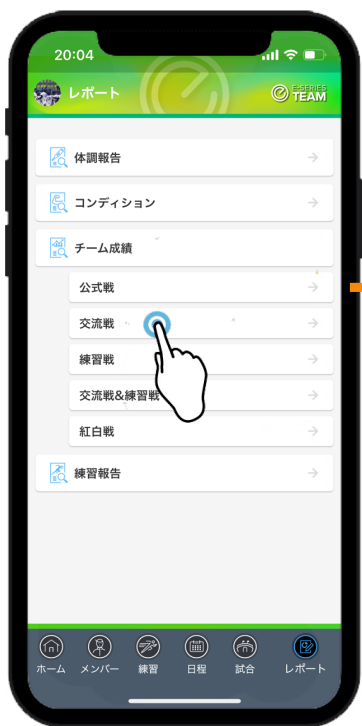 20:04
レポート
E-SERIES
TEAM
体調報告
コンディション
チーム成績
公式戦
交流戦
練習戦
交流戦&練習戦
紅白戦
練習報告
ホーム メンバー 練習 日程 試合 レポート